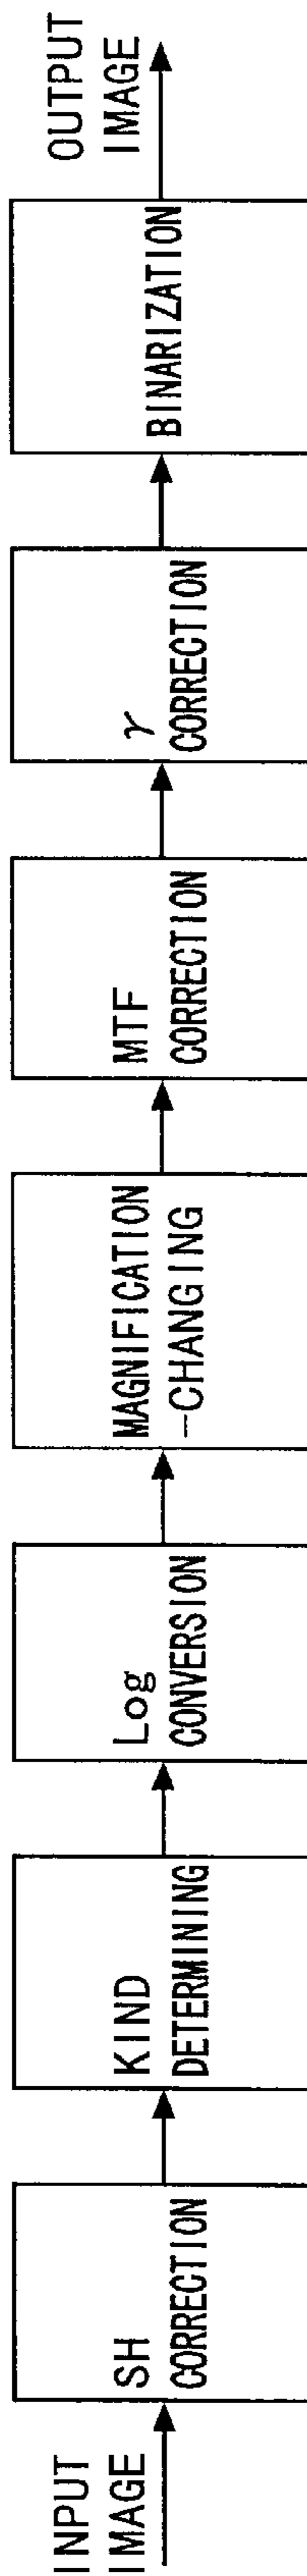 INPUT
IMAGE
SH
CORRECTION
KIND
DETERMINING
Log
CONVERSION
MAGNIFICATION
-CHANGING
MTF
CORRECTION
γ
CORRECTION
BINARIZATION
OUTPUT
IMAGE